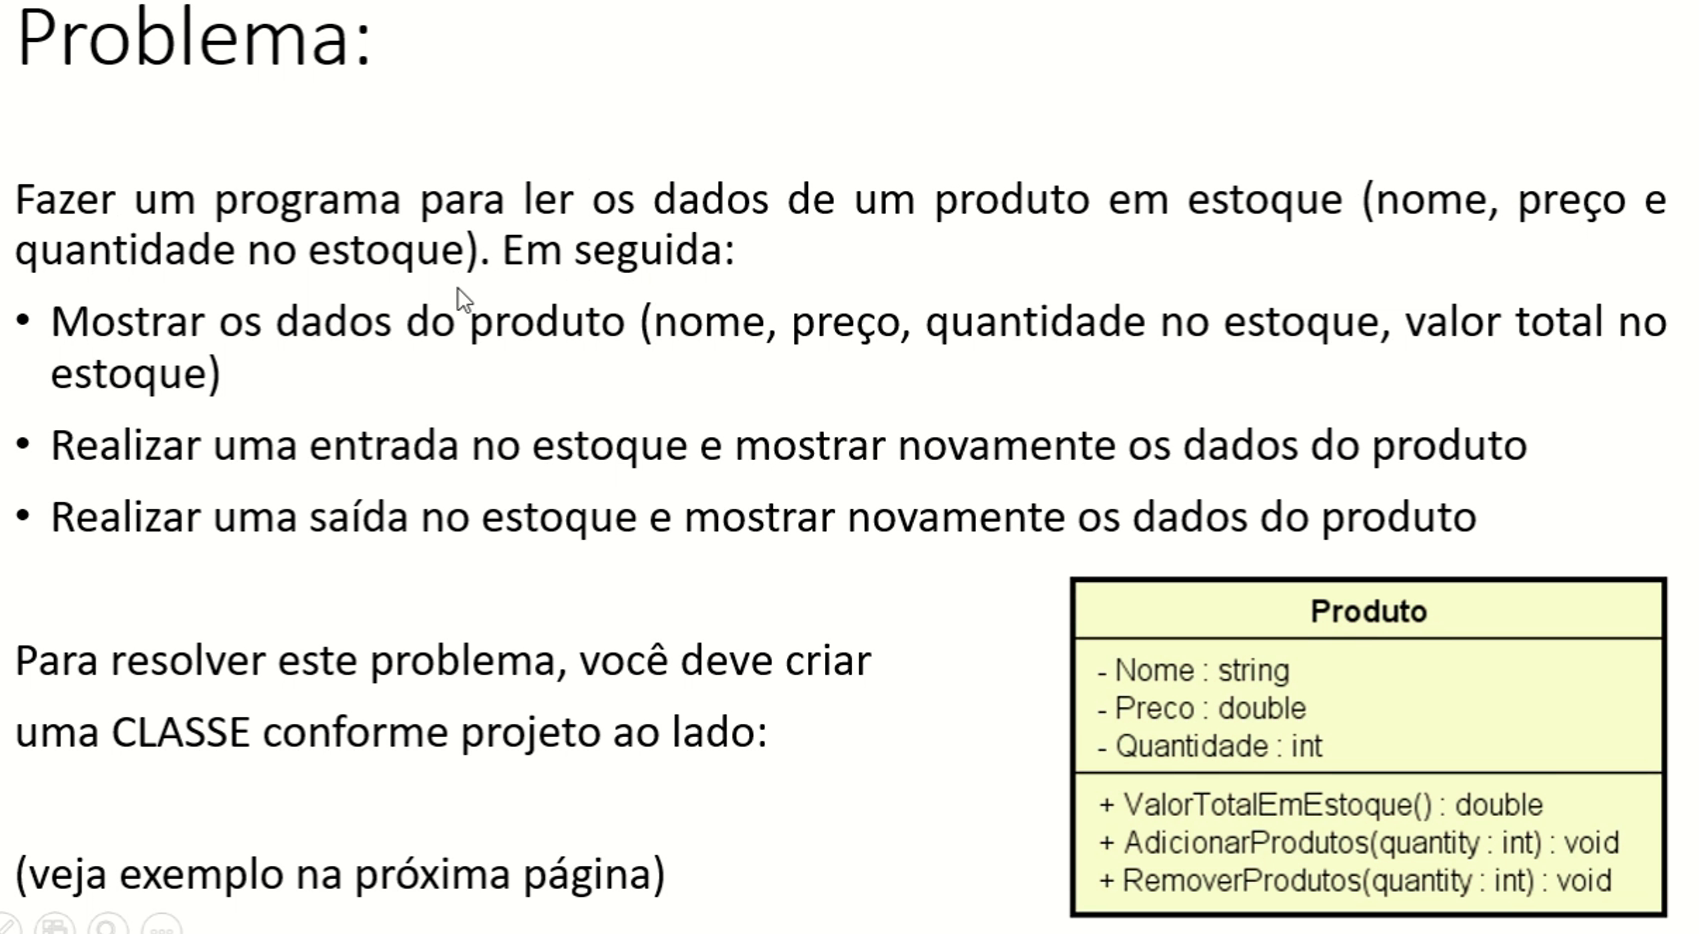 Problema:
Fazer um programa para ler os dados de um produto em estoque (nome, preço e
quantidade no estoque). Em seguida:
• Mostrar os dados do produto (nome, preço, quantidade no estoque, valor total no
estoque)
• Realizar uma entrada no estoque e mostrar novamente os dados do produto
• Realizar uma saída no estoque e mostrar novamente os dados do produto
Para resolver este problema, você deve criar
uma CLASSE conforme projeto ao lado:
(veja exemplo na próxima página)
Produto
- Nome : string
- Preco : double
- Quantidade : int
+ ValorTotalEmEstoque() : double
+ AdicionarProdutos(quantity : int) : void
+ RemoverProdutos(quantity : int) : void